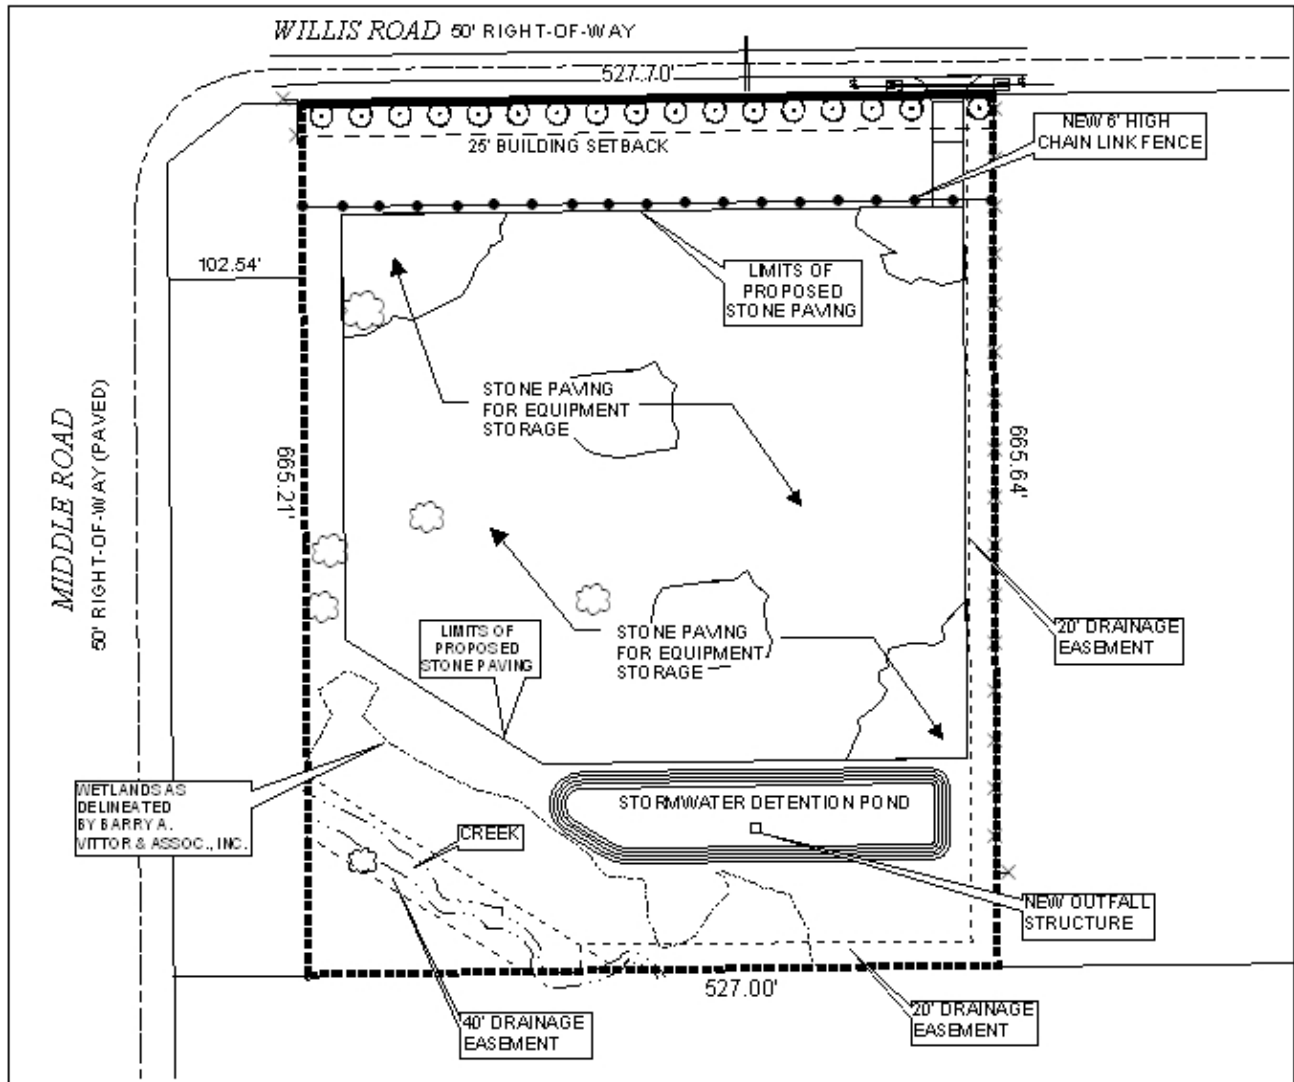 WILLIS ROAD 50' RIGHT-OF-WAY
527.70'
25' BUILDING SETBACK
NEW 6' HIGH
CHAIN LINK FENCE
102.54'
LIMITS OF
PROPOSED
STONE PAVING
STONE PAVING
FOR EQUIPMENT
STORAGE
MIDDLE ROAD
50' RIGHT-OF-WAY (PAVED)
665.21'
665.64'
LIMITS OF
PROPOSED
STONE PAVING
STONE PAVING
FOR EQUIPMENT
STORAGE
20' DRAINAGE
EASEMENT
WETLANDS AS
DELINEATED
BY BARRY A.
VITTOR & ASSOC., INC.
STORMWATER DETENTION POND
CREEK
NEW OUTFALL
STRUCTURE
527.00'
40' DRAINAGE
EASEMENT
20' DRAINAGE
EASEMENT